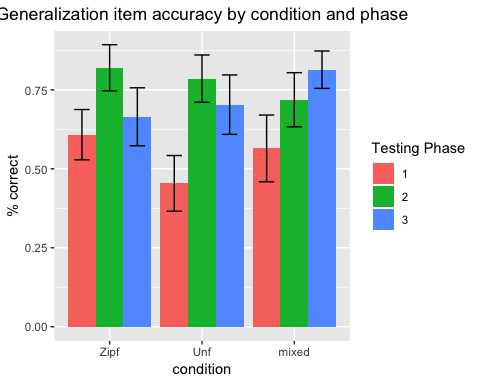 Generalization item accuracy by condition and phase
% correct
0.75
0.50
0.25
0.00
Zipf
Unf
mixed
condition
Testing Phase
1
2
3